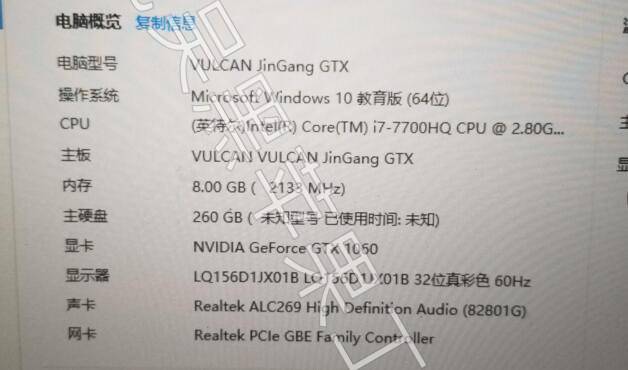 电脑概览 复制信息
电脑型号 VULCAN JinGang GTX
操作系统 Microsoft Windows 10 教育版 (64位)
CPU (英特尔)Intel(R) Core(TM) i7-7700HQ CPU @ 2.80G...
主板 VULCAN VULCAN JinGang GTX
内存 8.00 GB ( 2133 MHz)
主硬盘 260 GB ( 未知型号 已使用时间: 未知)
显卡 NVIDIA GeForce GTX 1060
显示器 LQ156D1JX01B LQ156D1JX01B 32位真彩色 60Hz
声卡 Realtek ALC269 High Definition Audio (82801G)
网卡 Realtek PCIe GBE Family Controller